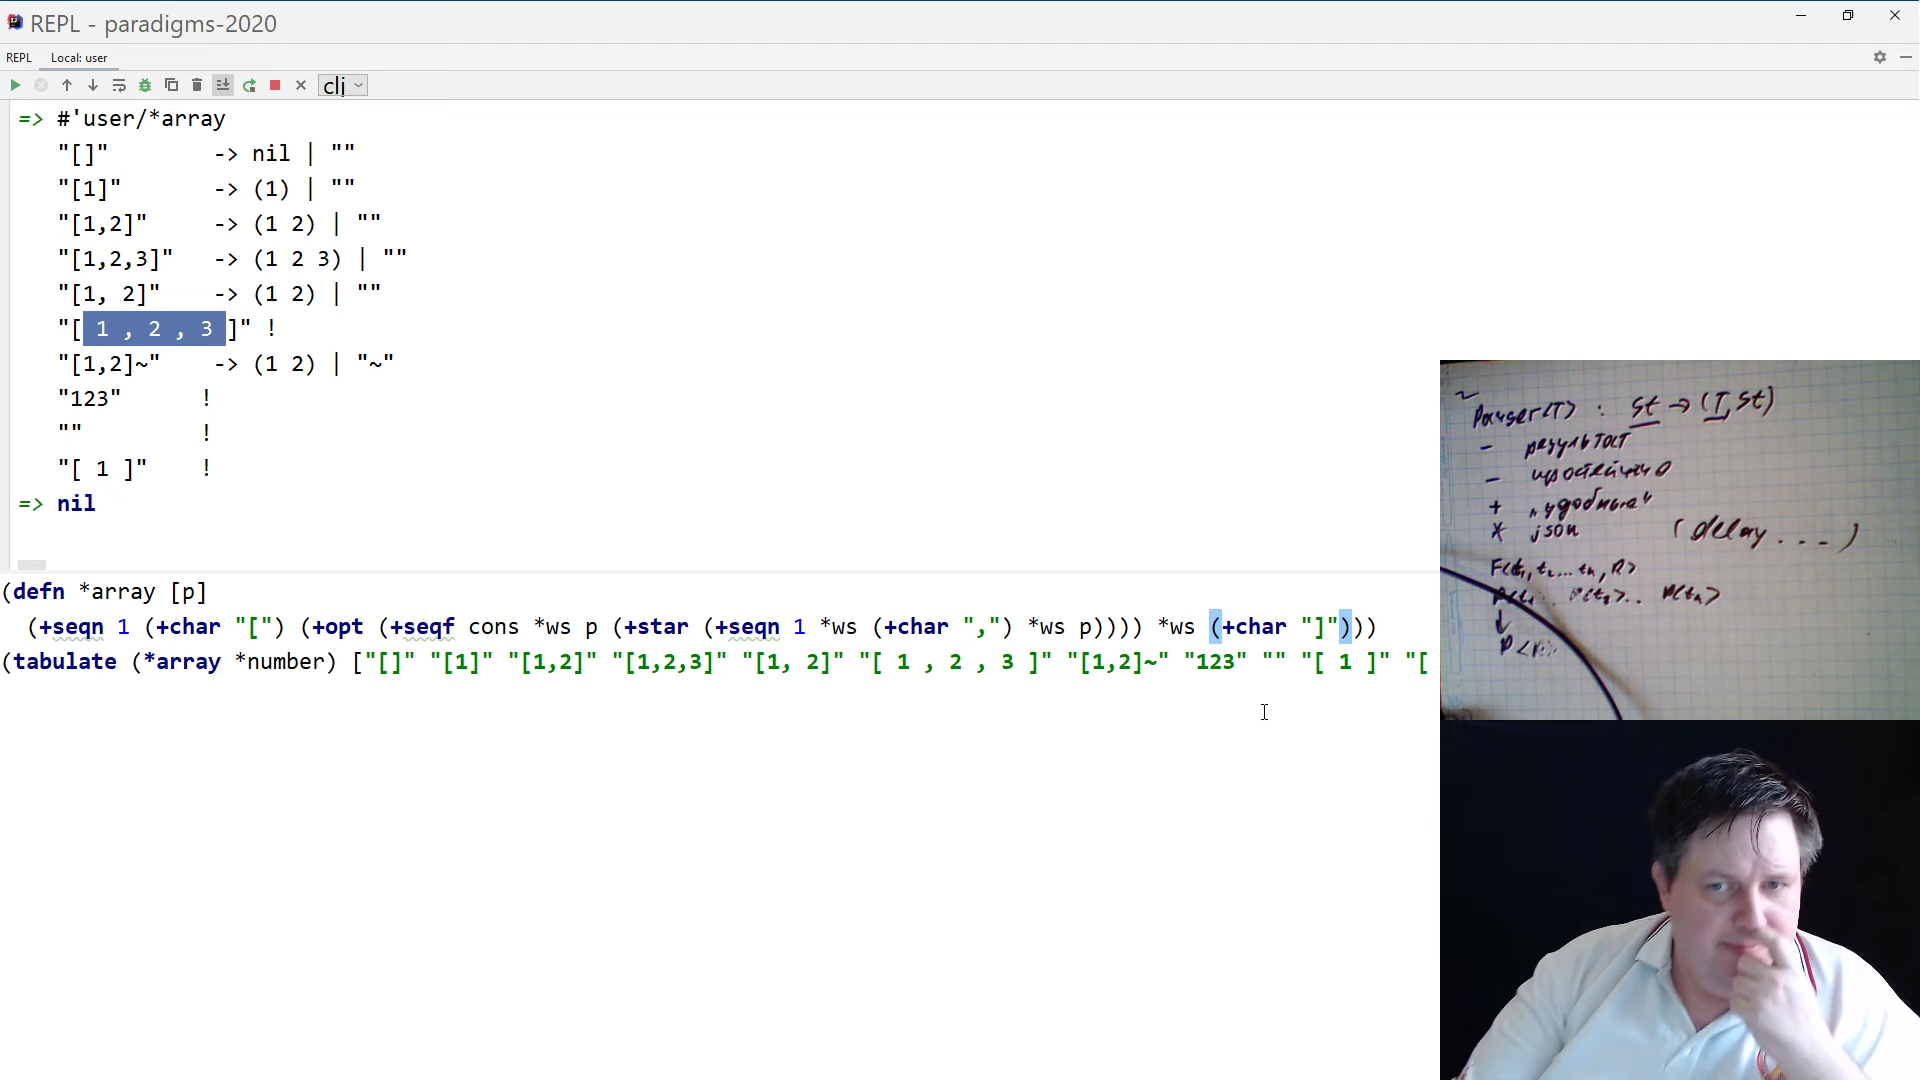 REPL - paradigms-2020
REPL Local: user
clj
=> #'user/*array
"[]" -> nil | ""
"[1]" -> (1) | ""
"[1,2]" -> (1 2) | ""
"[1,2,3]" -> (1 2 3) | ""
"[1, 2]" -> (1 2) | ""
"[ 1 , 2 , 3 ]" !
"[1,2]~" -> (1 2) | "~"
"123" !
"" !
"[ 1 ]" !
=> nil
(defn *array [p]
(+seqn 1 (+char "[") (+opt (+seqf cons *ws p (+star (+seqn 1 *ws (+char ",") *ws p)))) *ws (+char "]")))
(tabulate (*array *number) ["[]" "[1]" "[1,2]" "[1,2,3]" "[1, 2]" "[ 1 , 2 , 3 ]" "[1,2]~" "123" "" "[ 1 ]" "[
Parser(T) : St -> (T, St)
- результат
-
+ "удобные"
* json (delay ...)